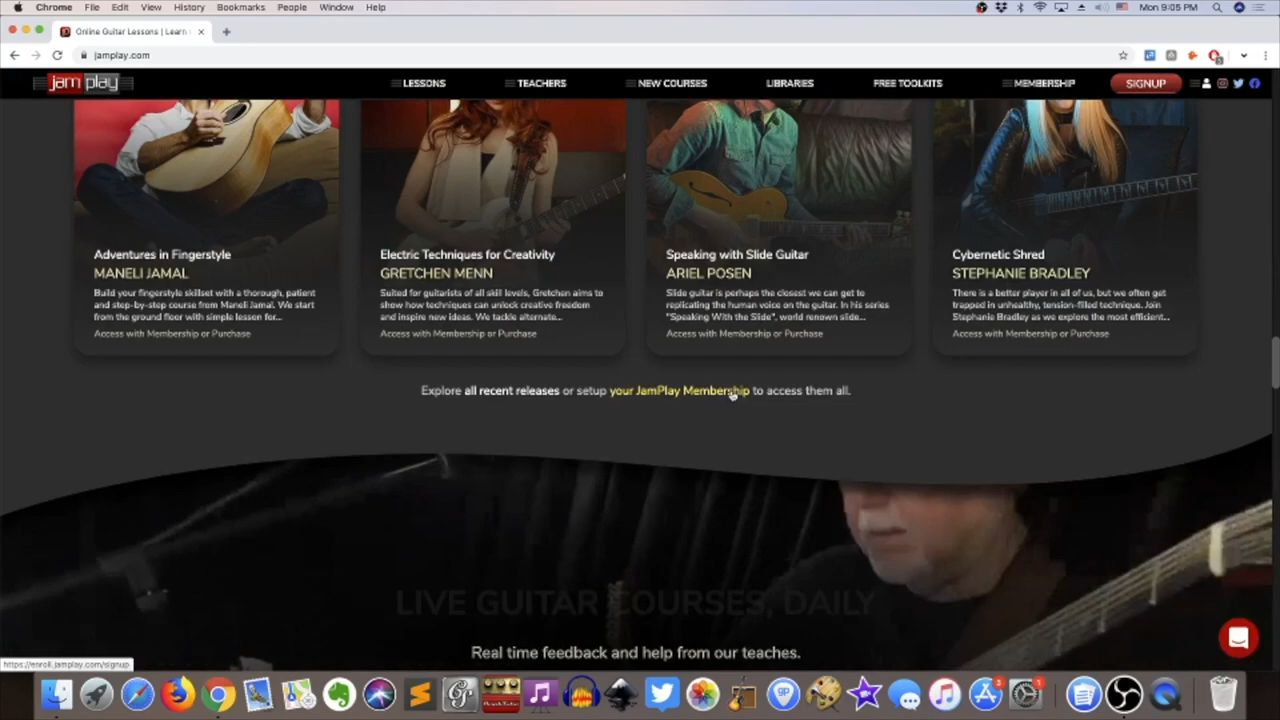 Chrome File Edit View History Bookmarks People Window Help Mon 9:05 PM
Online Guitar Lessons | Learn
jamplay.com
jam play LESSONS TEACHERS NEW COURSES LIBRARIES FREE TOOLKITS MEMBERSHIP SIGNUP
Adventures in Fingerstyle
MANELI JAMAL
Build your fingerstyle skillset with a thorough, patient
and step-by-step course from Maneli Jamal. We start
from the ground floor with simple lesson for...
Access with Membership or Purchase
Electric Techniques for Creativity
GRETCHEN MENN
Suited for guitarists of all skill levels, Gretchen aims to
show how techniques can unlock creative freedom
and inspire new ideas. We tackle alternate...
Access with Membership or Purchase
Speaking with Slide Guitar
ARIEL POSEN
Slide guitar is perhaps the closest we can get to
replicating the human voice on the guitar. In his series
"Speaking With the Slide", world renown slide...
Access with Membership or Purchase
Cybernetic Shred
STEPHANIE BRADLEY
There is a better player in all of us, but we often get
trapped in unhealthy, tension-filled technique. Join
Stephanie Bradley as we explore the most efficient...
Access with Membership or Purchase
Explore all recent releases or setup your JamPlay Membership to access them all.
LIVE GUITAR COURSES, DAILY
Real time feedback and help from our teaches.
https://enroll.jamplay.com/signup